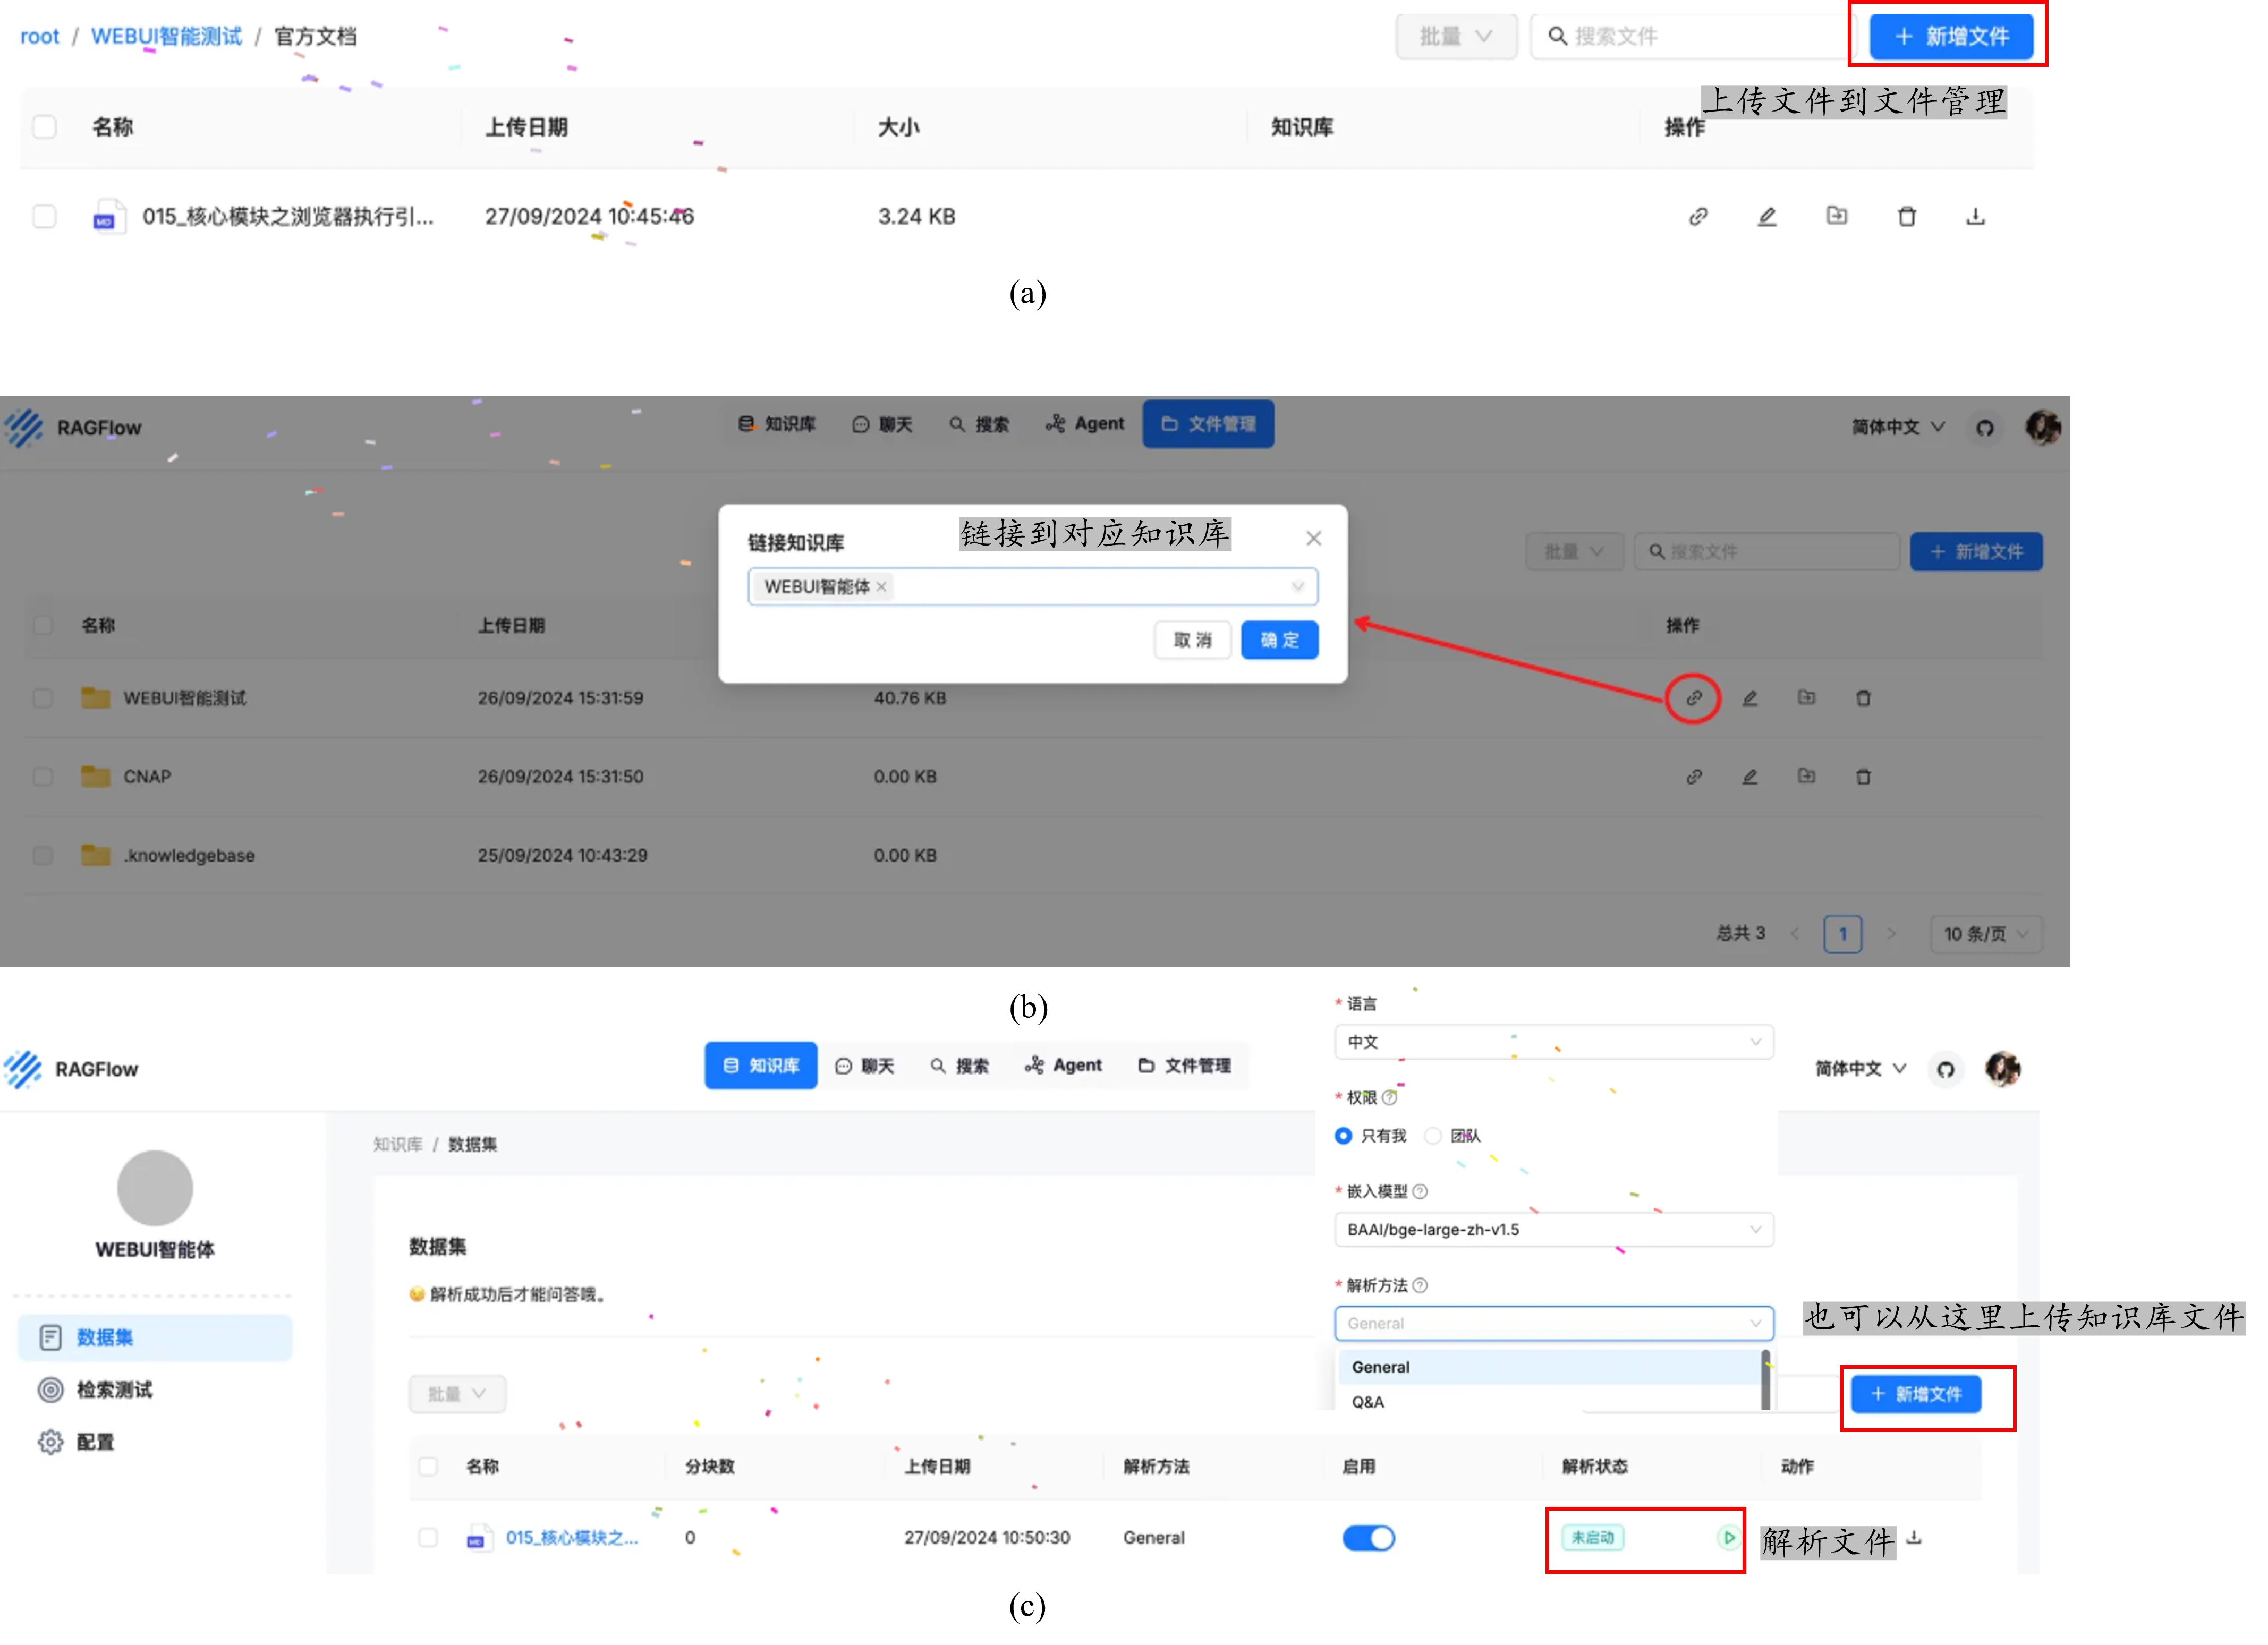 root / WEBUI智能测试 / 官方文档
批量 搜索文件 + 新增文件
上传文件到文件管理
名称 上传日期 大小 知识库 操作
015_核心模块之浏览器执行引... 27/09/2024 10:45:46 3.24 KB
(a)
RAGFlow 知识库 聊天 搜索 Agent 文件管理 简体中文
链接知识库 链接到对应知识库
批量 搜索文件 + 新增文件
WEBUI智能体 ×
名称 上传日期 操作
取 消 确 定
WEBUI智能测试 26/09/2024 15:31:59 40.76 KB
CNAP 26/09/2024 15:31:50 0.00 KB
.knowledgebase 25/09/2024 10:43:29 0.00 KB
总共 3 < 1 > 10 条/页
(b)
* 语言
中文
RAGFlow 知识库 聊天 搜索 Agent 文件管理 简体中文
* 权限
只有我 团队
知识库 / 数据集
* 嵌入模型
BAAI/bge-large-zh-v1.5
WEBUI智能体
数据集
* 解析方法
😉 解析成功后才能问答哦。
General
也可以从这里上传知识库文件
数据集
General
检索测试
批量
Q&A
+ 新增文件
配置
名称 分块数 上传日期 解析方法 启用 解析状态 动作
015_核心模块之... 0 27/09/2024 10:50:30 General 未启动 解析文件
(c)